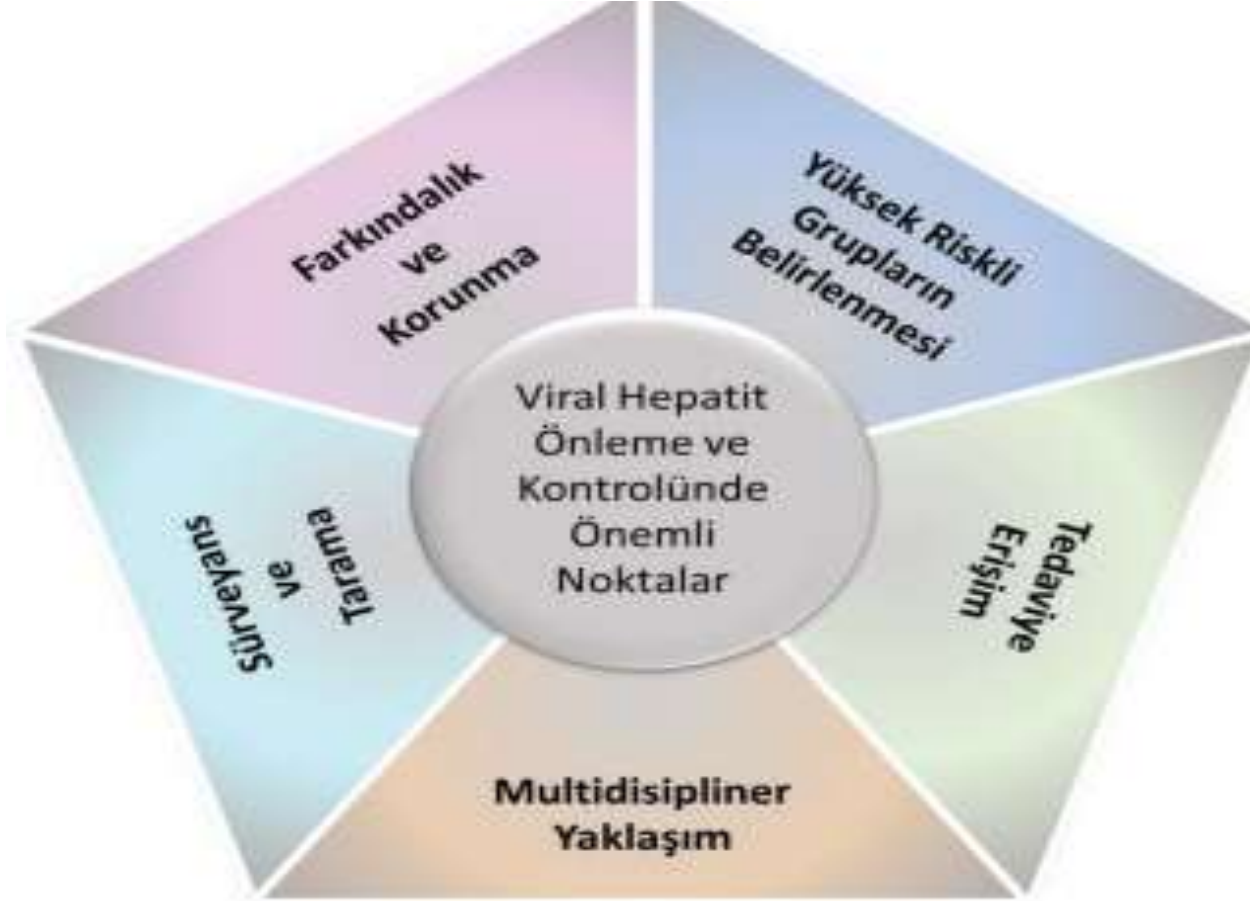 Farkındalık
ve
Korunma
Yüksek Riskli
Grupların
Belirlenmesi
Viral Hepatit
Önleme ve
Kontrolünde
Önemli
Noktalar
Tarama
ve
Sürveyans
Tedaviye
Erişim
Multidisipliner
Yaklaşım